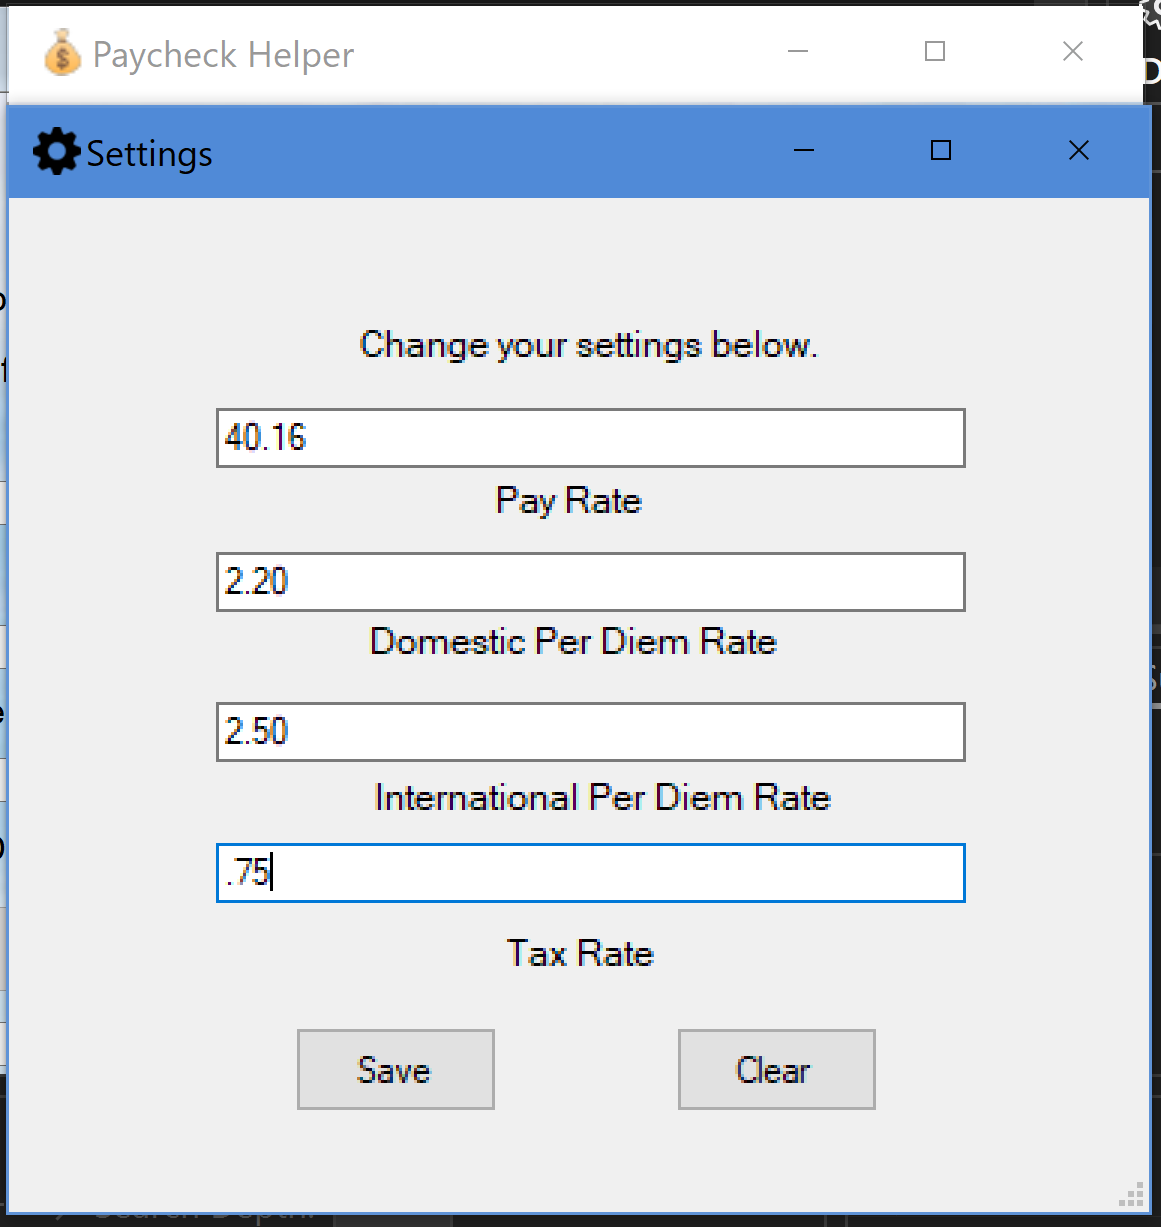 Paycheck Helper
Settings
Change your settings below.
40.16
Pay Rate
2.20
Domestic Per Diem Rate
2.50
International Per Diem Rate
.75
Tax Rate
Save Clear